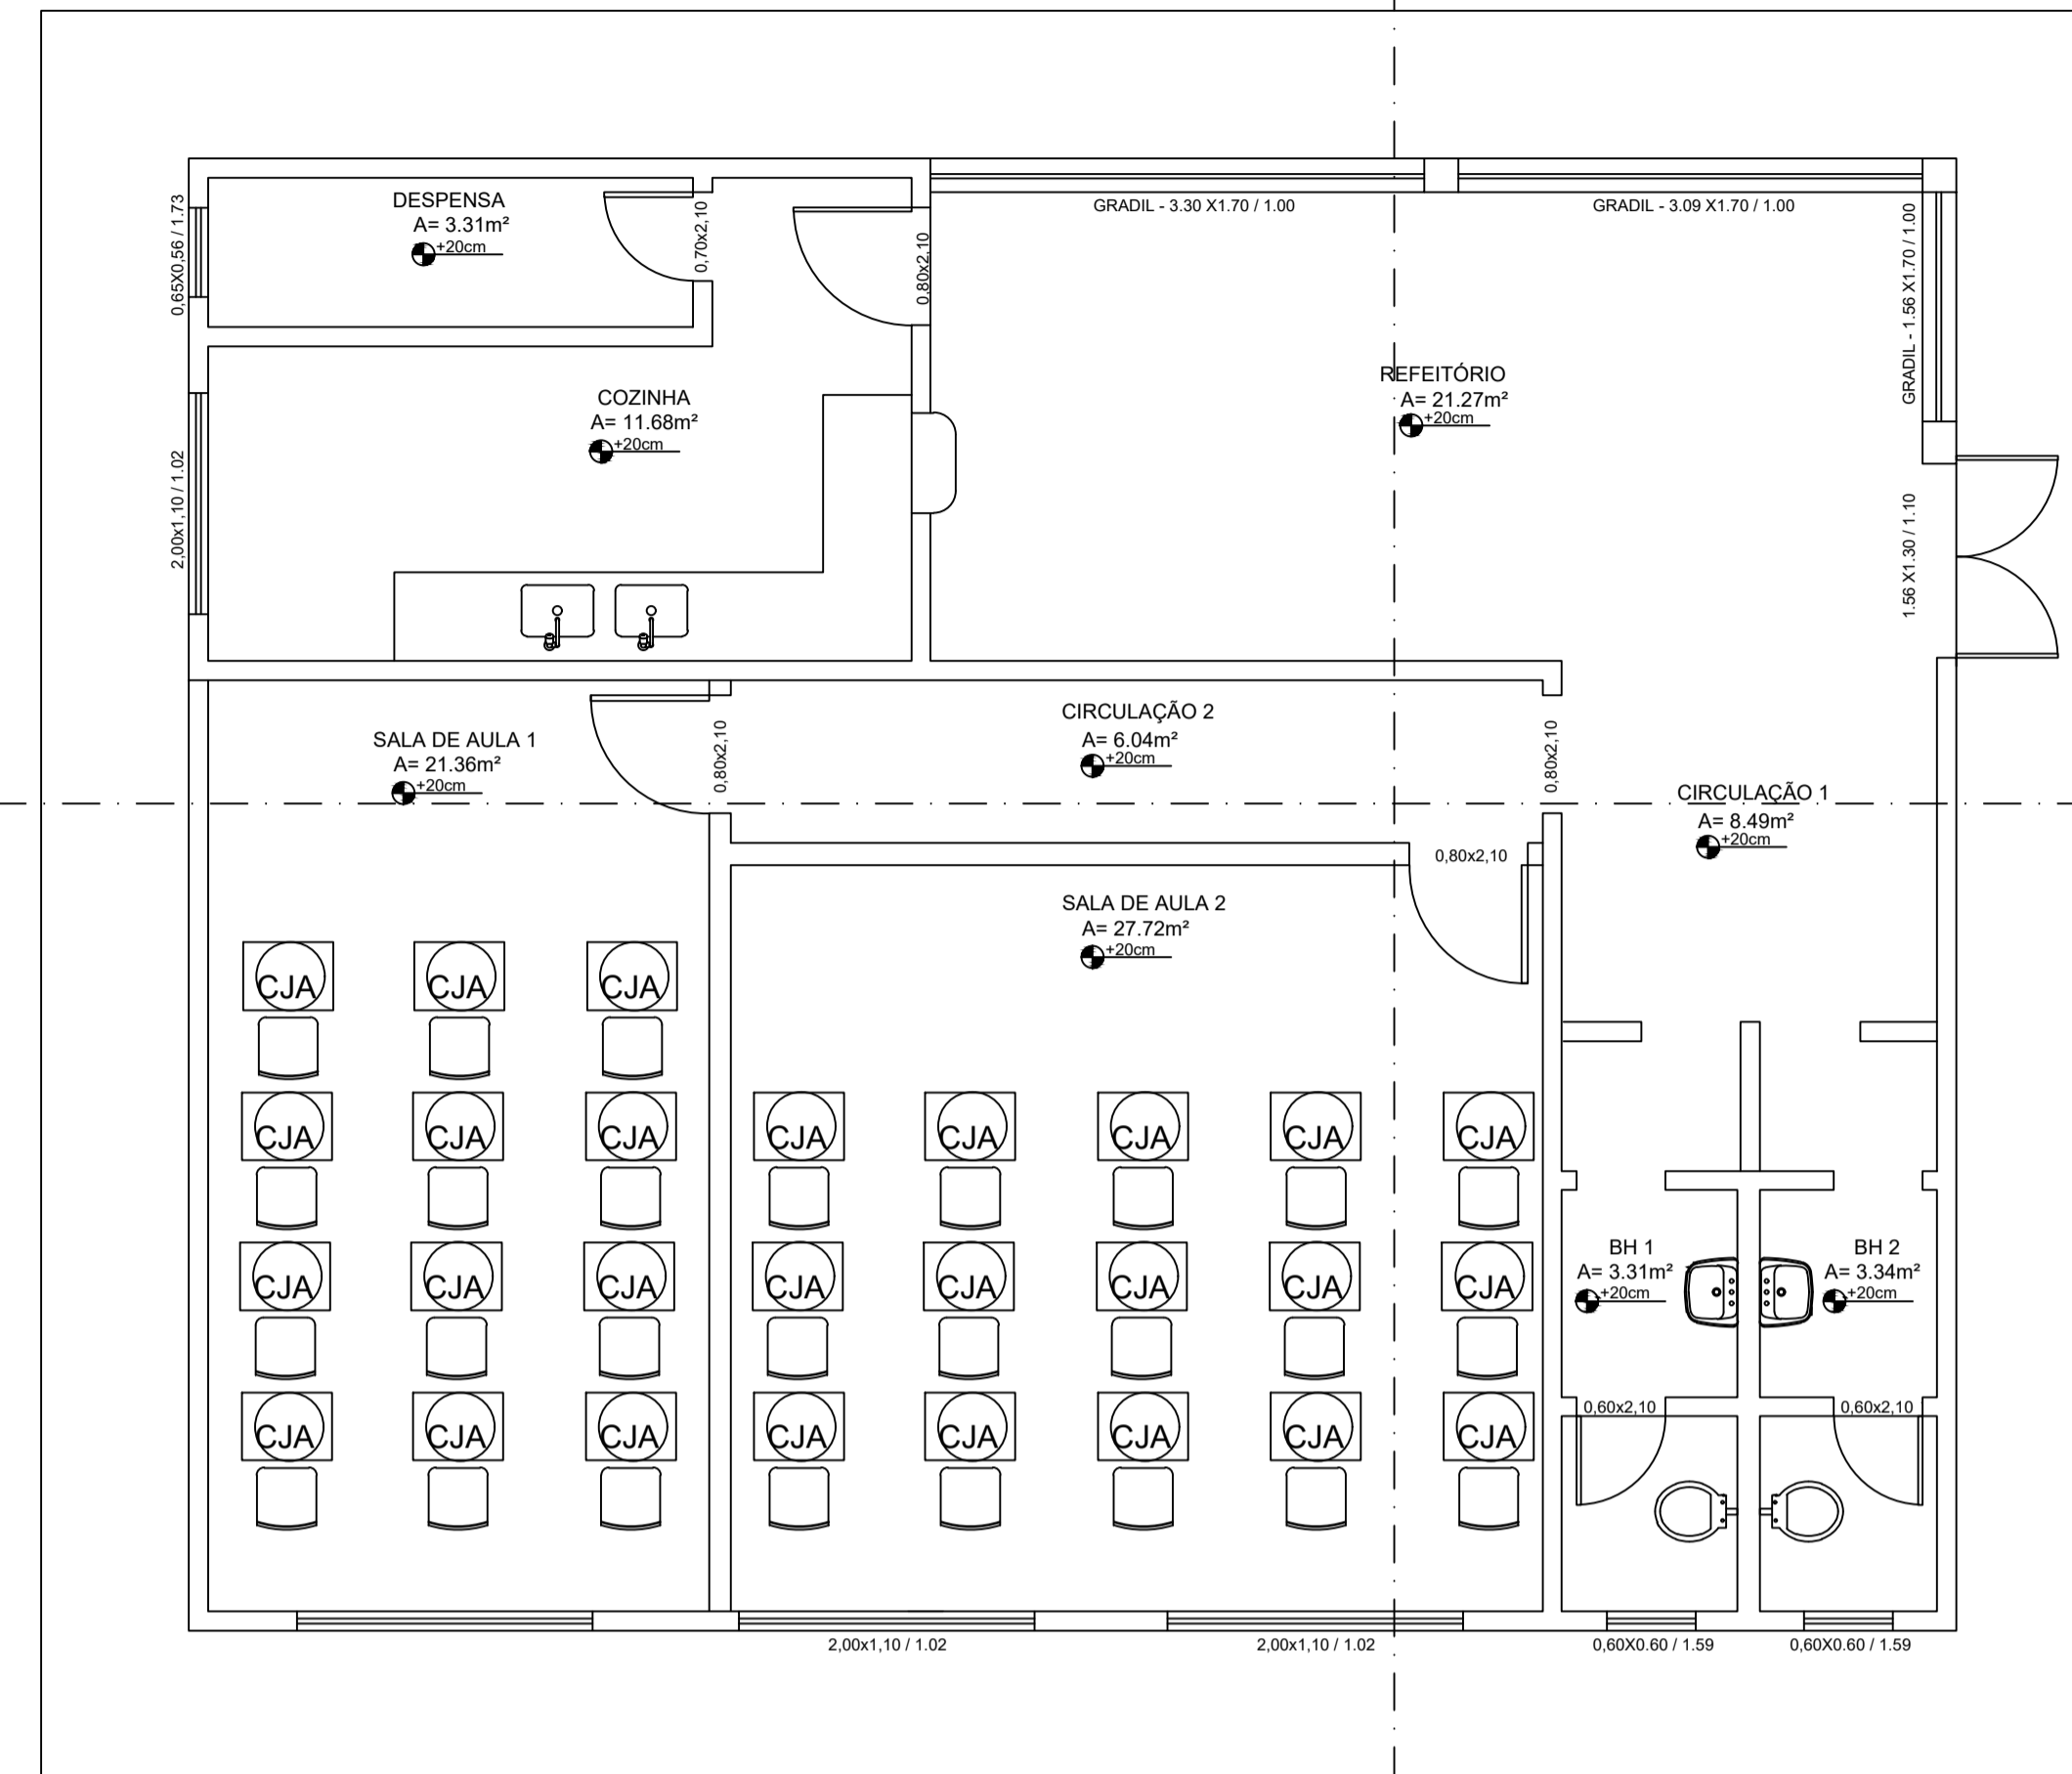 DESPENSA
A= 3.31m²
+20cm
0,65X0,56 / 1.73
0,70x2,10
0,80x2,10
GRADIL - 3.30 X1.70 / 1.00
GRADIL - 3.09 X1.70 / 1.00
GRADIL - 1.56 X1.70 / 1.00
COZINHA
A= 11.68m²
+20cm
2,00x1,10 / 1.02
REFEITÓRIO
A= 21.27m²
+20cm
1.56 X1.30 / 1.10
SALA DE AULA 1
A= 21.36m²
+20cm
0,80x2,10
CIRCULAÇÃO 2
A= 6.04m²
+20cm
0,80x2,10
CIRCULAÇÃO 1
A= 8.49m²
+20cm
0,80x2,10
SALA DE AULA 2
A= 27.72m²
+20cm
CJA CJA CJA
CJA CJA CJA CJA CJA CJA CJA CJA
CJA CJA CJA CJA CJA CJA CJA CJA
CJA CJA CJA CJA CJA CJA CJA CJA
BH 1
A= 3.31m²
+20cm
BH 2
A= 3.34m²
+20cm
0,60x2,10
0,60x2,10
2,00x1,10 / 1.02
2,00x1,10 / 1.02
0,60X0.60 / 1.59
0,60X0.60 / 1.59